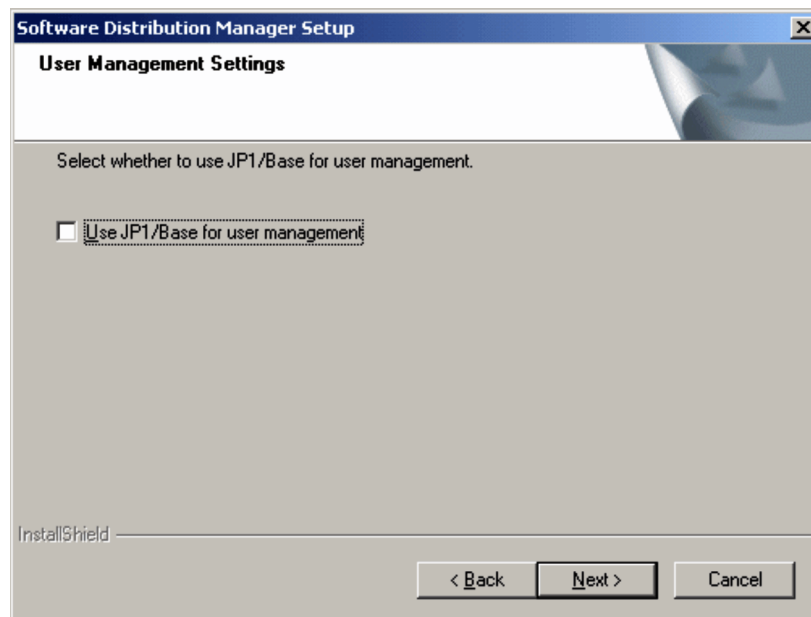 Software Distribution Manager Setup
User Management Settings
Select whether to use JP1/Base for user management.
Use JP1/Base for user management
InstallShield
< Back Next > Cancel